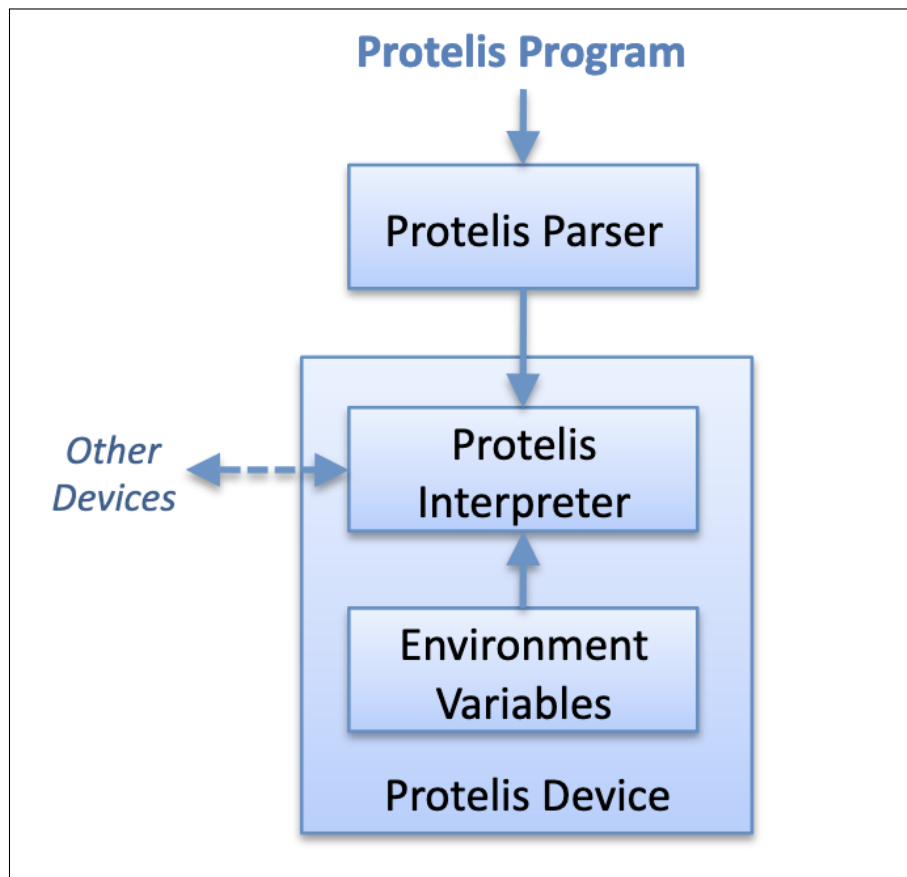 Protelis Program
Protelis Parser
Protelis
Interpreter
Other
Devices
Environment
Variables
Protelis Device